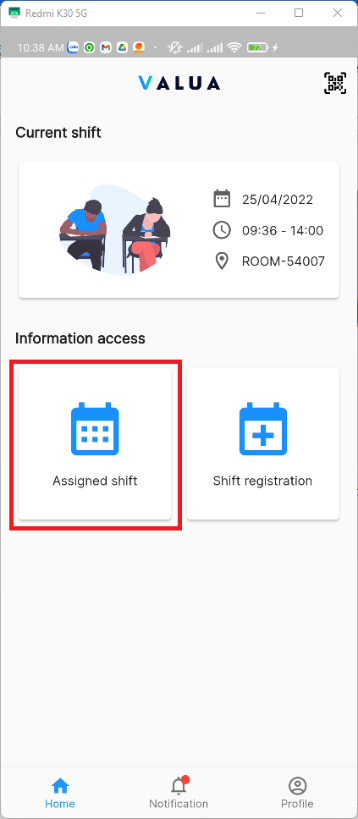 Redmi K30 5G
10:38 AM
VALUA
Current shift
25/04/2022
09:36 - 14:00
ROOM-54007
Information access
Assigned shift
Shift registration
Home
Notification
Profile